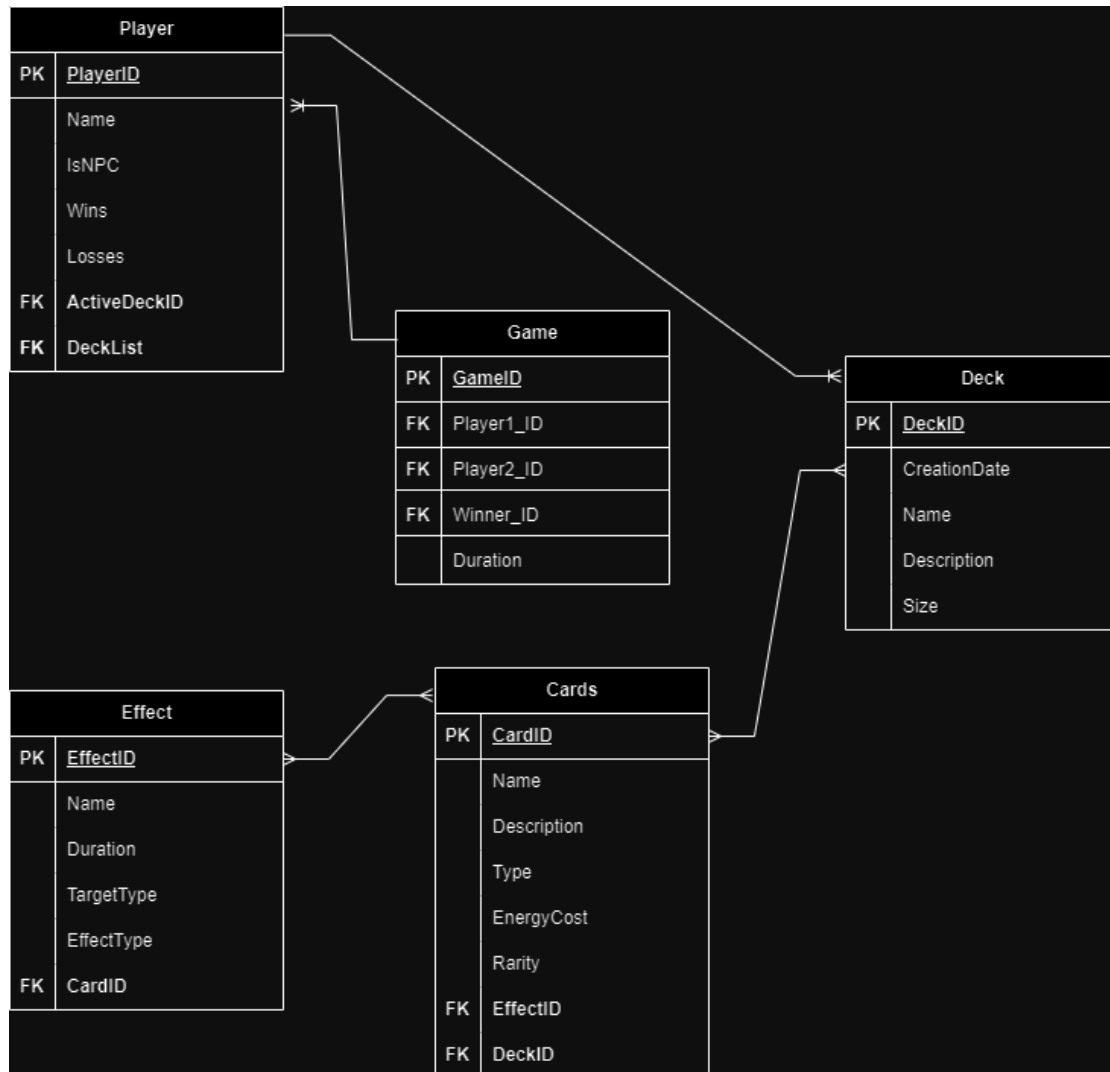 Player
PK PlayerID
Name
IsNPC
Wins
Losses
FK ActiveDeckID
FK DeckList
Game
PK GameID
FK Player1_ID
FK Player2_ID
FK Winner_ID
Duration
Deck
PK DeckID
CreationDate
Name
Description
Size
Effect
PK EffectID
Name
Duration
TargetType
EffectType
FK CardID
Cards
PK CardID
Name
Description
Type
EnergyCost
Rarity
FK EffectID
FK DeckID